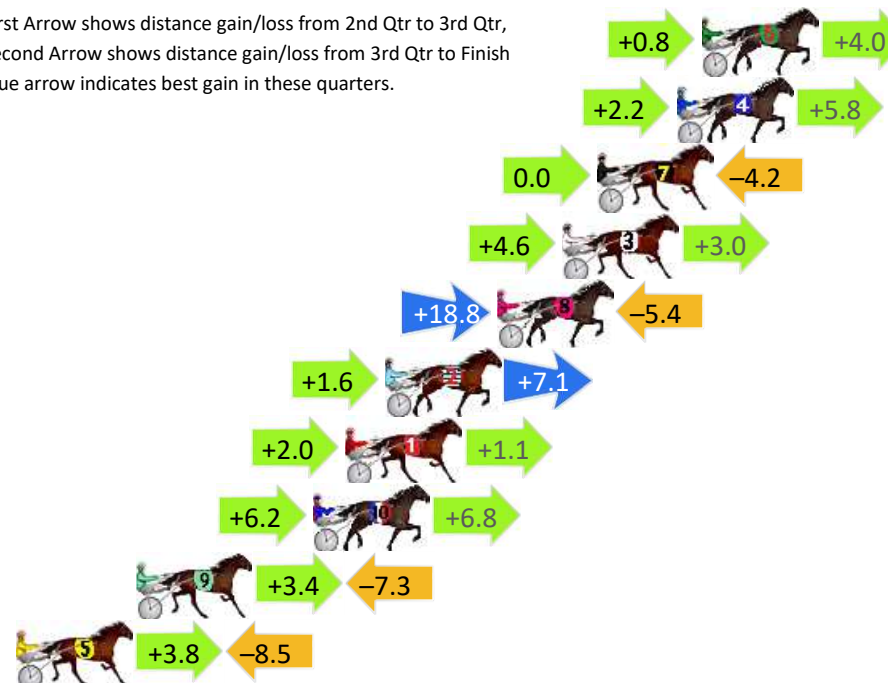 rst Arrow shows distance gain/loss from 2nd Qtr to 3rd Qtr,
econd Arrow shows distance gain/loss from 3rd Qtr to Finish
ue arrow indicates best gain in these quarters.
+0.8 6 +4.0
+2.2 4 +5.8
0.0 7 –4.2
+4.6 3 +3.0
+18.8 8 –5.4
+1.6 2 +7.1
+2.0 1 +1.1
+6.2 10 +6.8
9 +3.4 –7.3
5 +3.8 –8.5